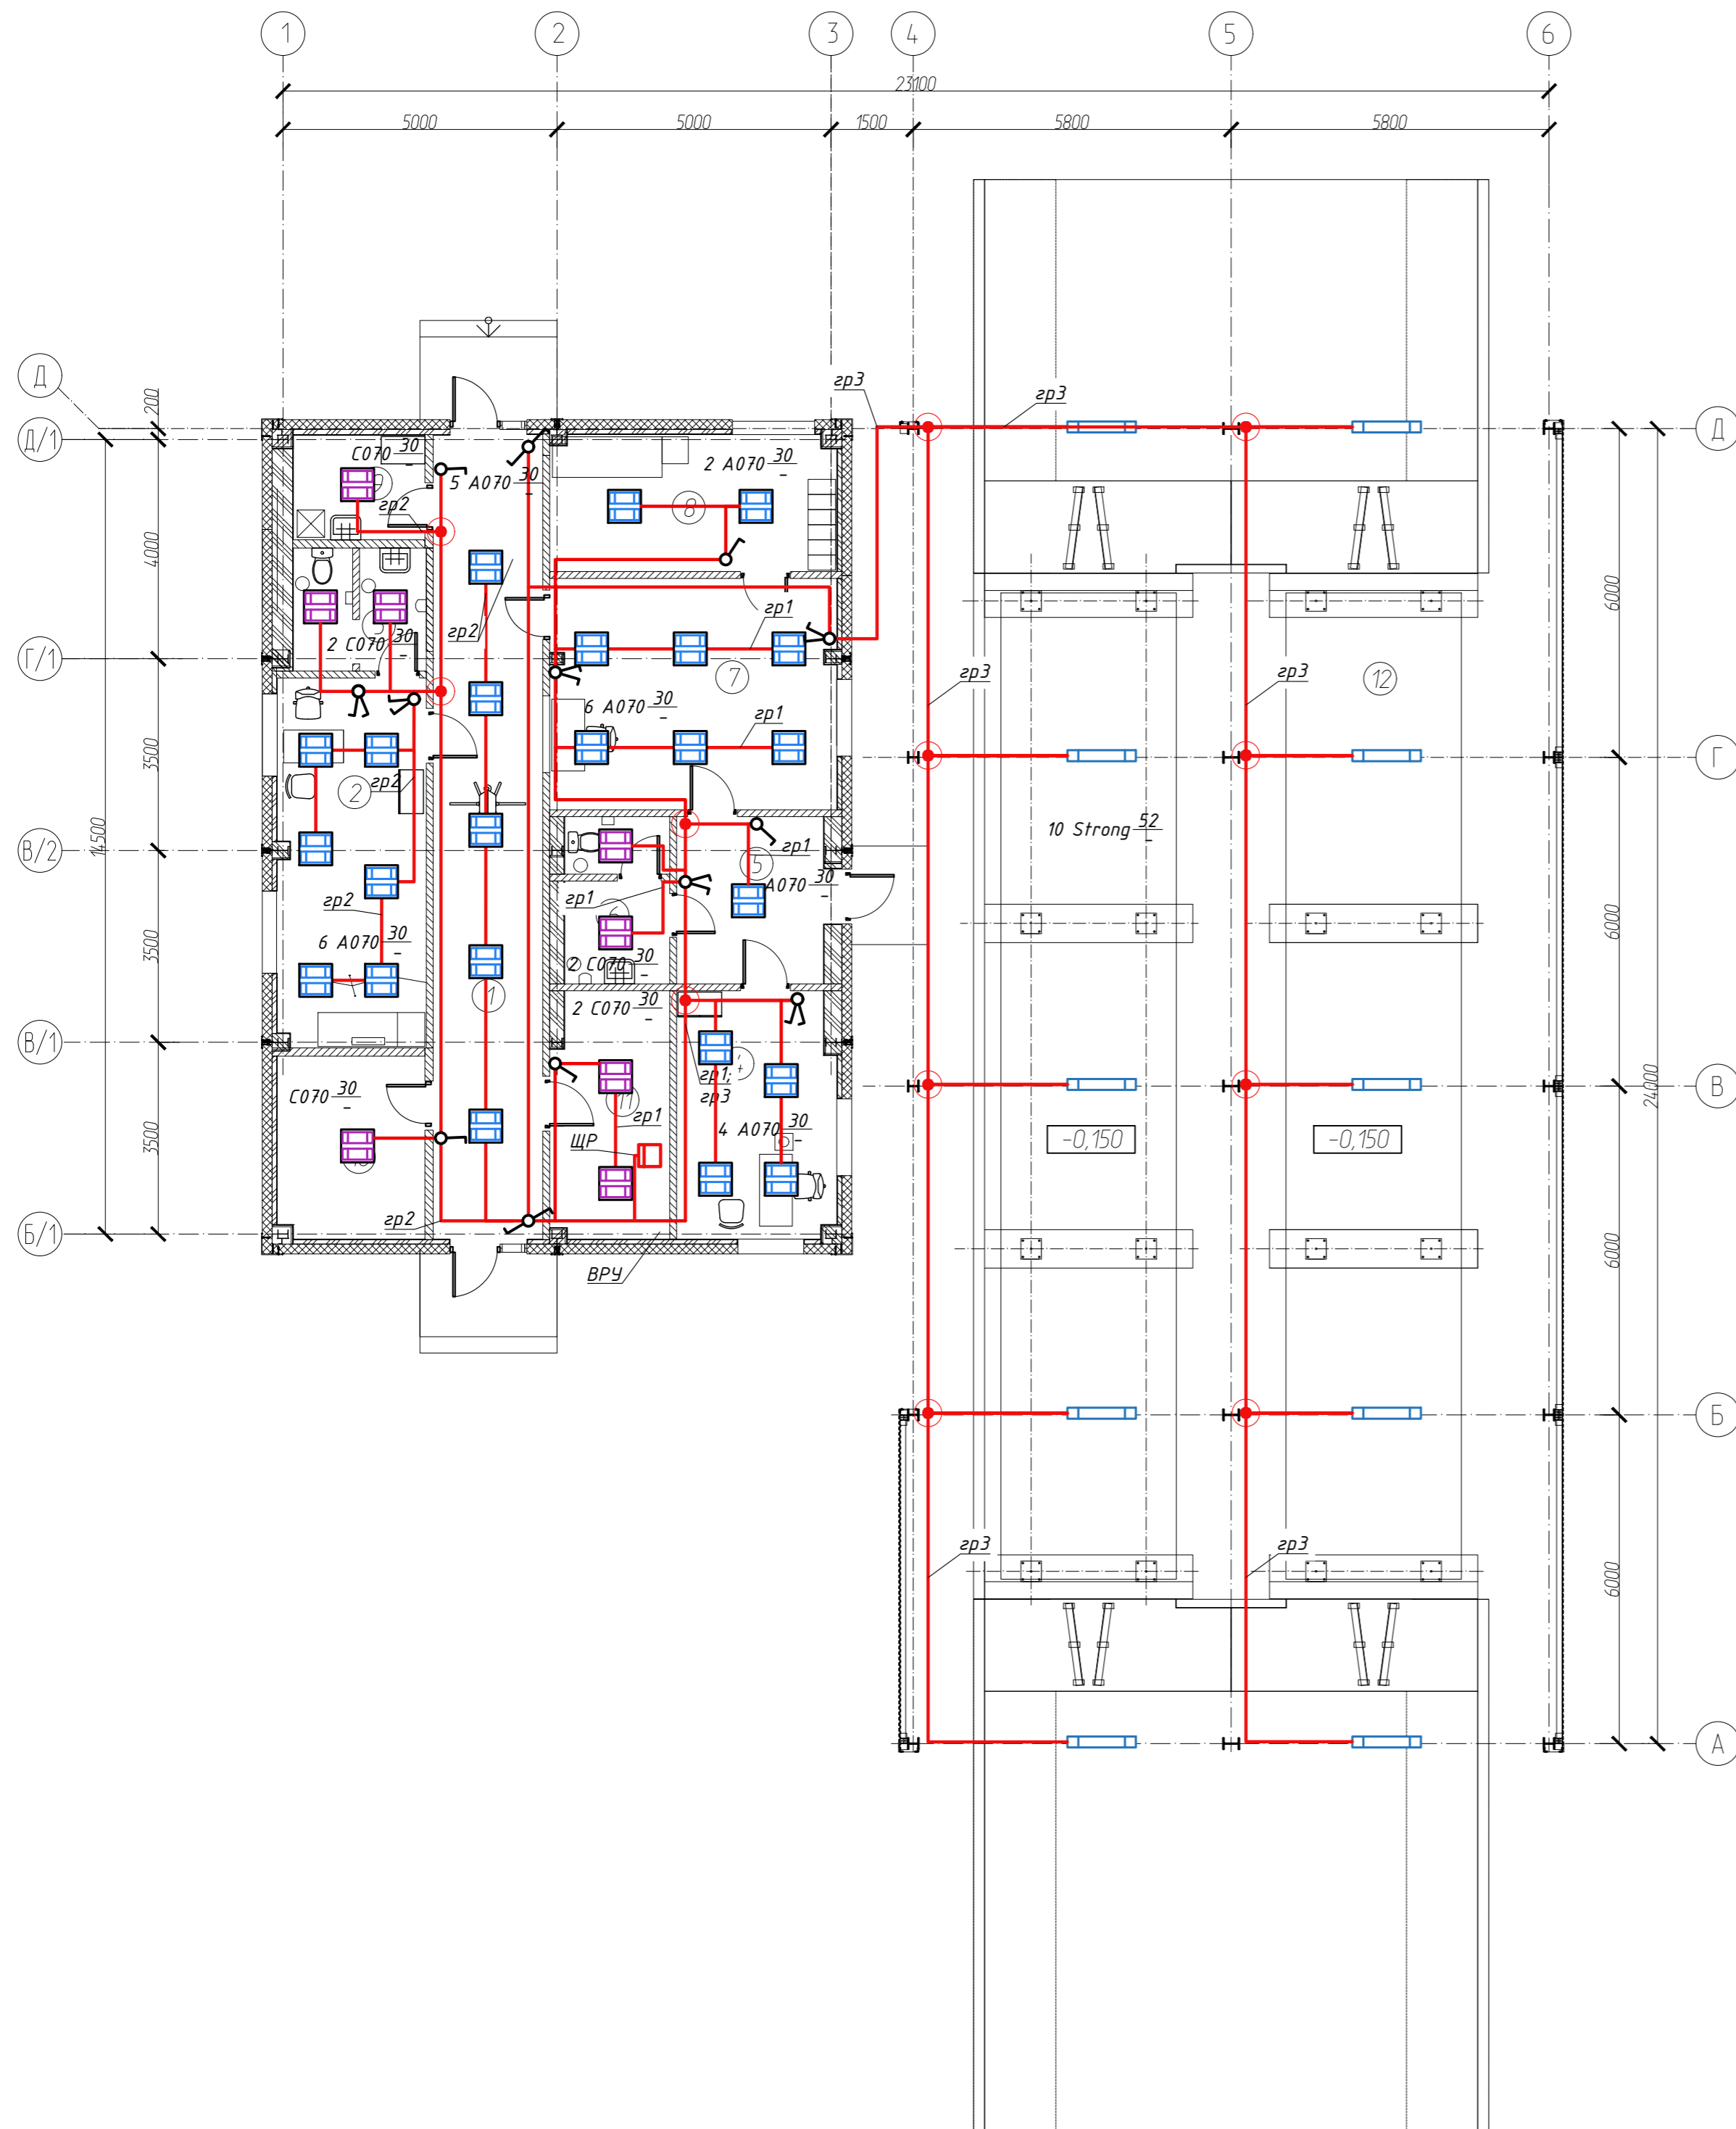 1 2 3 4 5 6
23100
5000 5000 1500 5800 5800
Д
Д/1
Г/1
В/2
В/1
Б/1
200
4000
3500
3500
3500
14500
Д
Г
В
Б
А
6000
6000
6000
6000
24000
гр3
гр3
С070 30
–
9
гр2
5 А070 30
–
2 А070 30
–
8
гр2
гр1
2 С070 30
–
7
6 А070 30
–
гр1
гр3
гр3
12
2
гр2
10 Strong 52
–
гр1
5
А070 30
–
гр1
гр2
6 А070 30
–
2 С070 30
–
1
2 С070 30
–
гр1;
гр3
4
С070 30
–
11
гр1
ЩР
4 А070 30
–
-0,150
-0,150
гр2
ВРУ
гр3
гр3